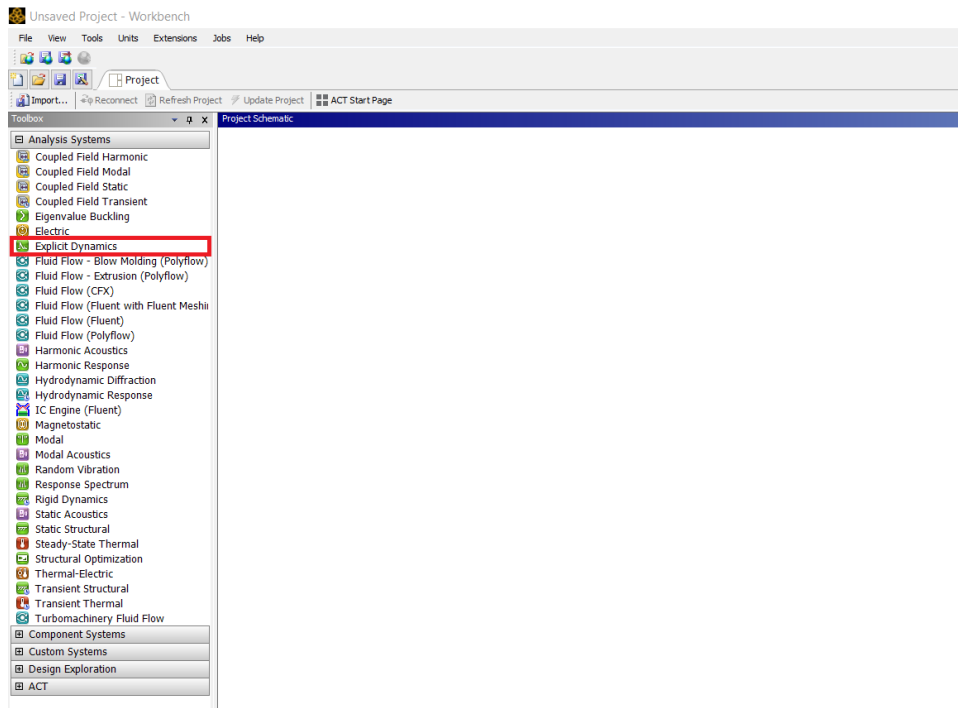 Unsaved Project - Workbench
File View Tools Units Extensions Jobs Help
Project
Import... Reconnect Refresh Project Update Project ACT Start Page
Toolbox
Project Schematic
Analysis Systems
Coupled Field Harmonic
Coupled Field Modal
Coupled Field Static
Coupled Field Transient
Eigenvalue Buckling
Electric
Explicit Dynamics
Fluid Flow - Blow Molding (Polyflow)
Fluid Flow - Extrusion (Polyflow)
Fluid Flow (CFX)
Fluid Flow (Fluent with Fluent Meshin
Fluid Flow (Fluent)
Fluid Flow (Polyflow)
Harmonic Acoustics
Harmonic Response
Hydrodynamic Diffraction
Hydrodynamic Response
IC Engine (Fluent)
Magnetostatic
Modal
Modal Acoustics
Random Vibration
Response Spectrum
Rigid Dynamics
Static Acoustics
Static Structural
Steady-State Thermal
Structural Optimization
Thermal-Electric
Transient Structural
Transient Thermal
Turbomachinery Fluid Flow
Component Systems
Custom Systems
Design Exploration
ACT